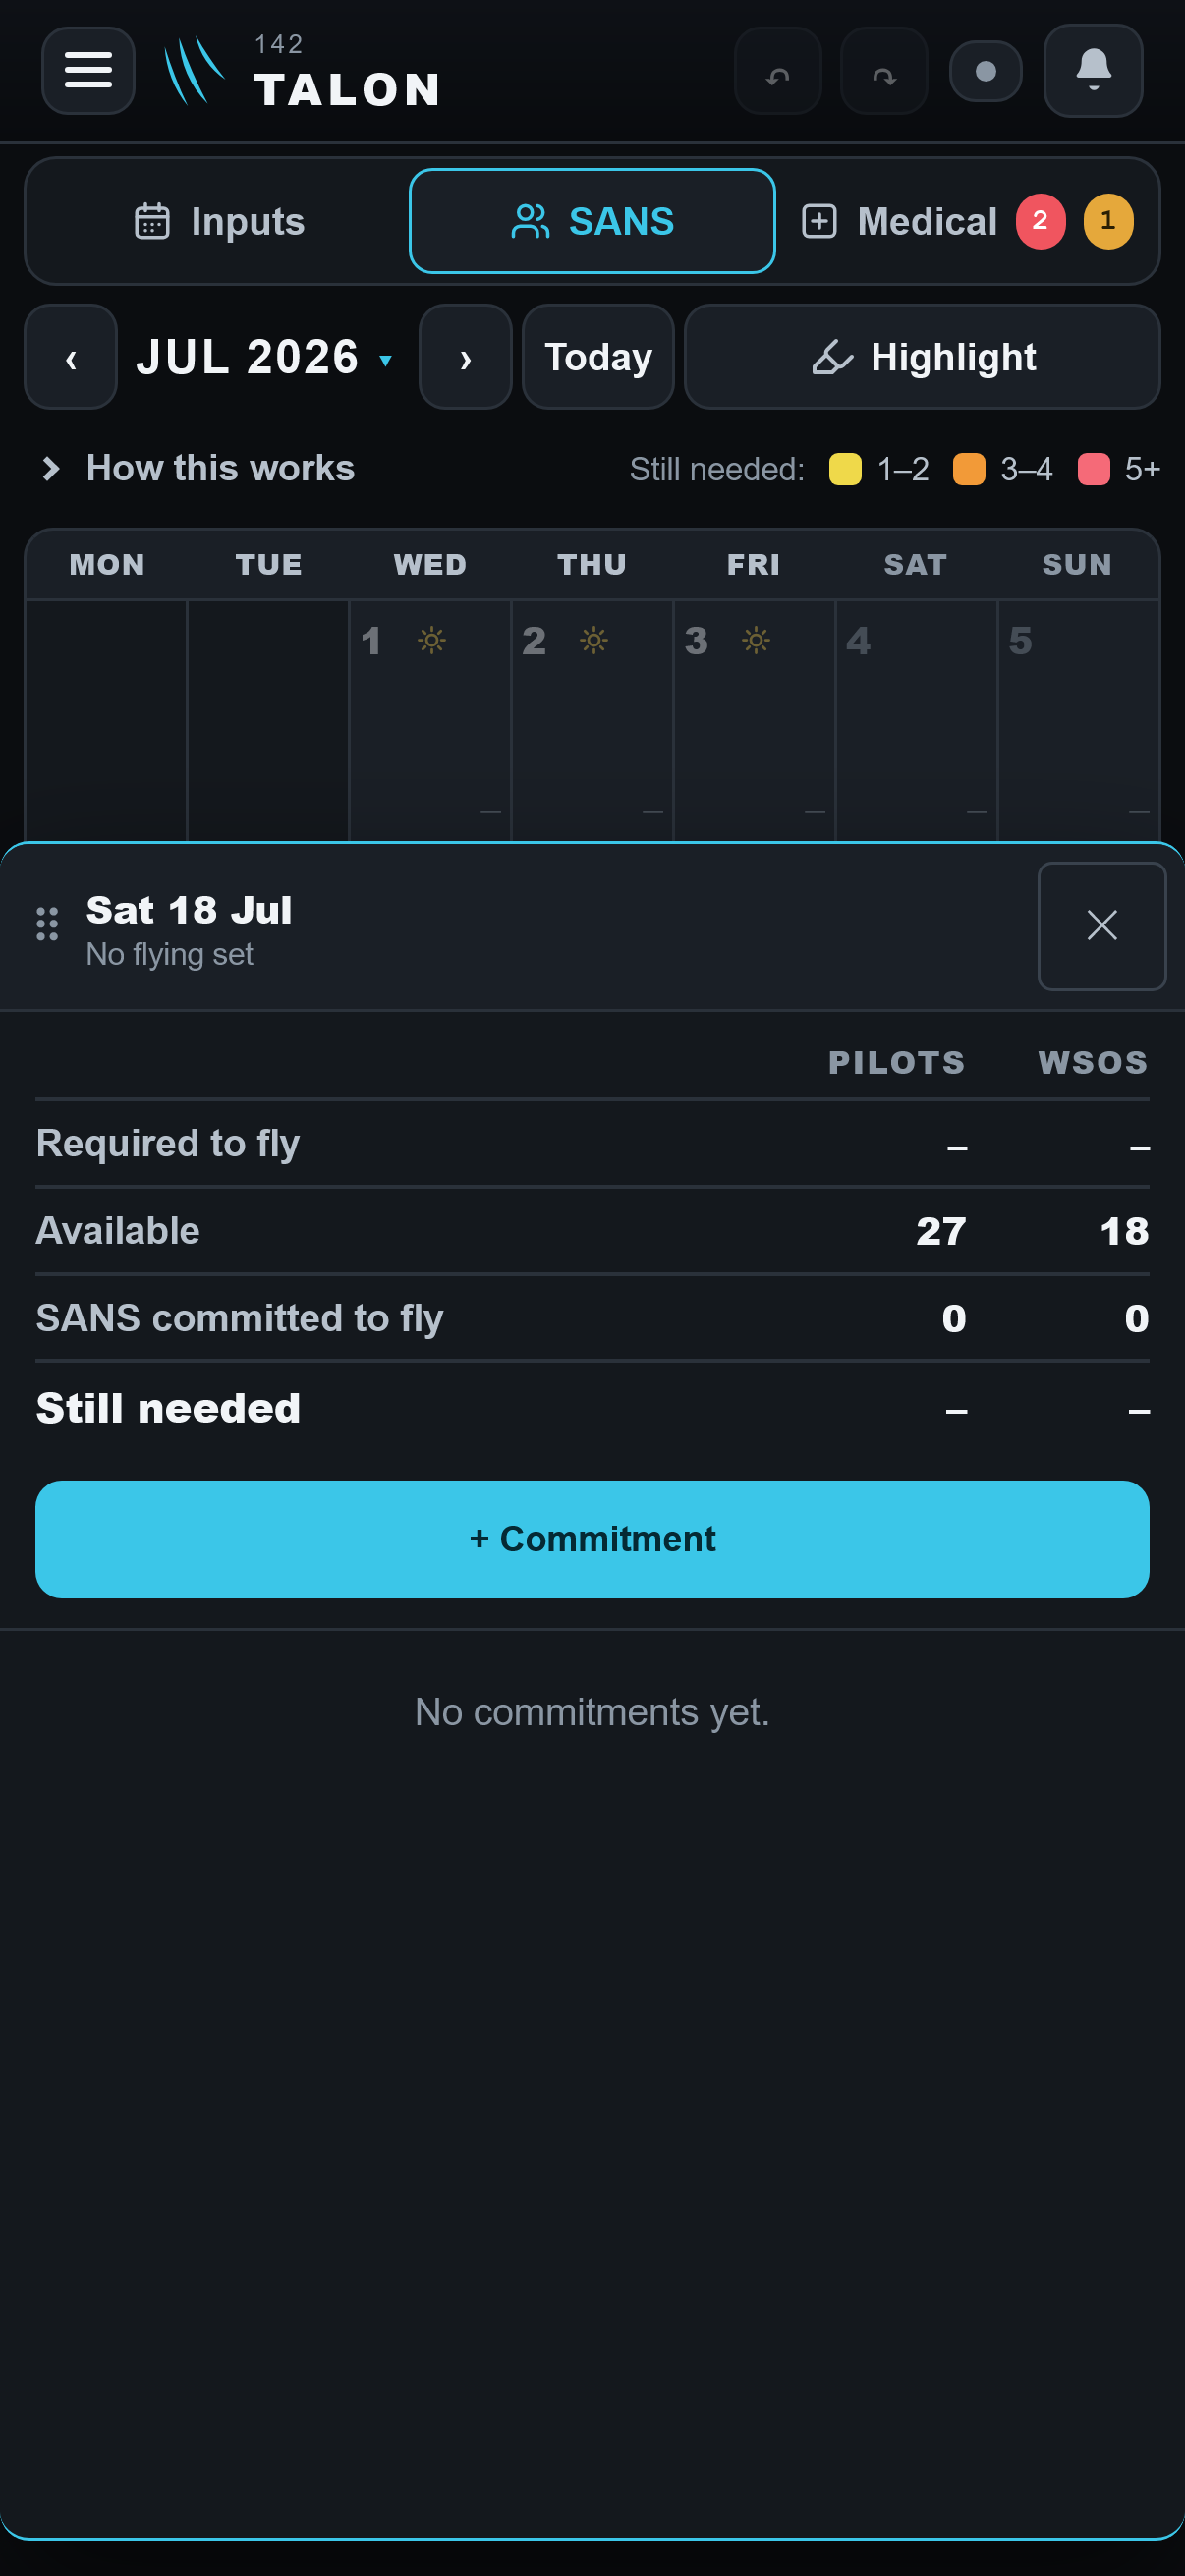 142
TALON
Inputs SANS Medical 2 1
‹ JUL 2026 ▾ › Today Highlight
How this works Still needed: 1–2 3–4 5+
MON TUE WED THU FRI SAT SUN
1 2 3 4 5
– – – – –
Sat 18 Jul
No flying set
PILOTS WSOS
Required to fly – –
Available 27 18
SANS committed to fly 0 0
Still needed – –
+ Commitment
No commitments yet.